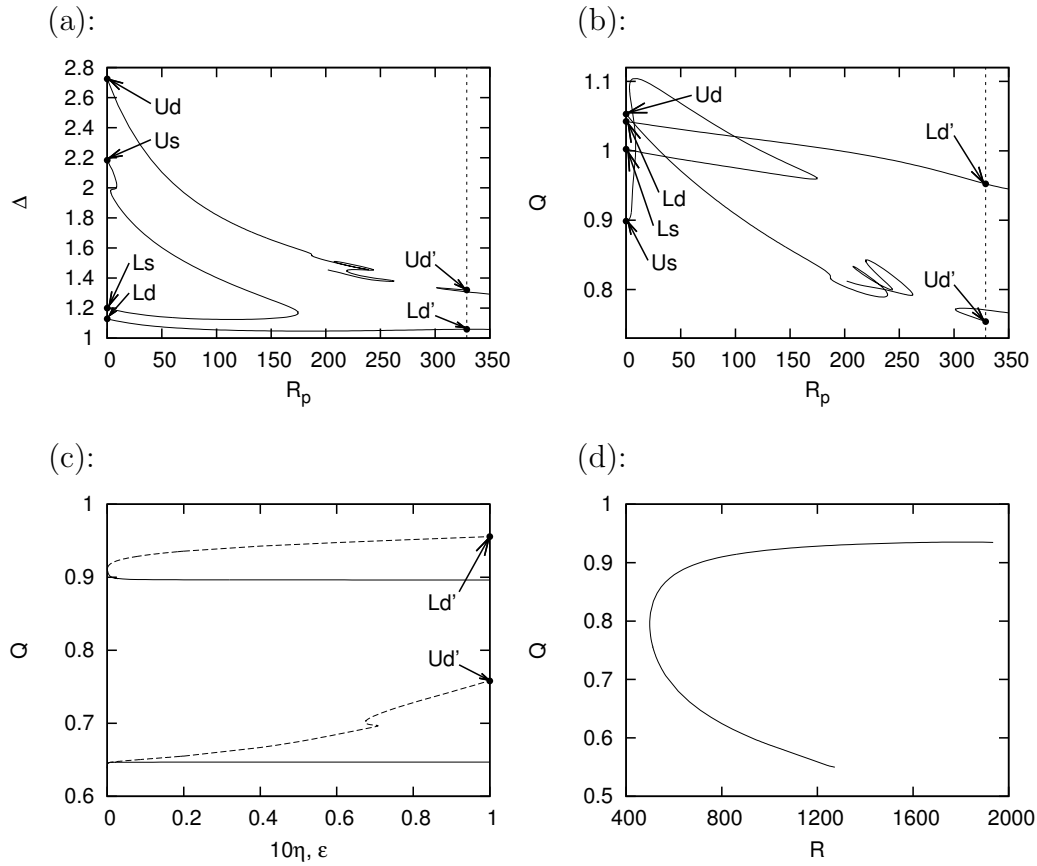 (a):
2.8
2.6
2.4
2.2
2
1.8
1.6
1.4
1.2
1
Δ
Ud
Us
Ls
Ld
Ud'
Ld'
0 50 100 150 200 250 300 350
R_p
(b):
1.1
1
0.9
0.8
Q
Ud
Ld'
Ld
Ls
Us
Ud'
0 50 100 150 200 250 300 350
R_p
(c):
1
0.9
0.8
0.7
0.6
Q
Ld'
Ud'
0 0.2 0.4 0.6 0.8 1
10η, ε
(d):
1
0.9
0.8
0.7
0.6
0.5
Q
400 800 1200 1600 2000
R